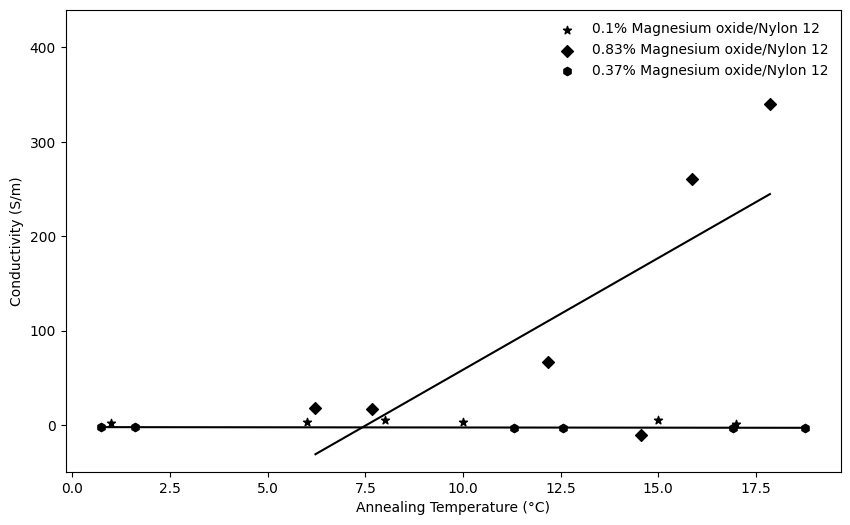 0.1% Magnesium oxide/Nylon 12
0.83% Magnesium oxide/Nylon 12
0.37% Magnesium oxide/Nylon 12
400
300
200
100
0
Conductivity (S/m)
0.0 2.5 5.0 7.5 10.0 12.5 15.0 17.5
Annealing Temperature (°C)